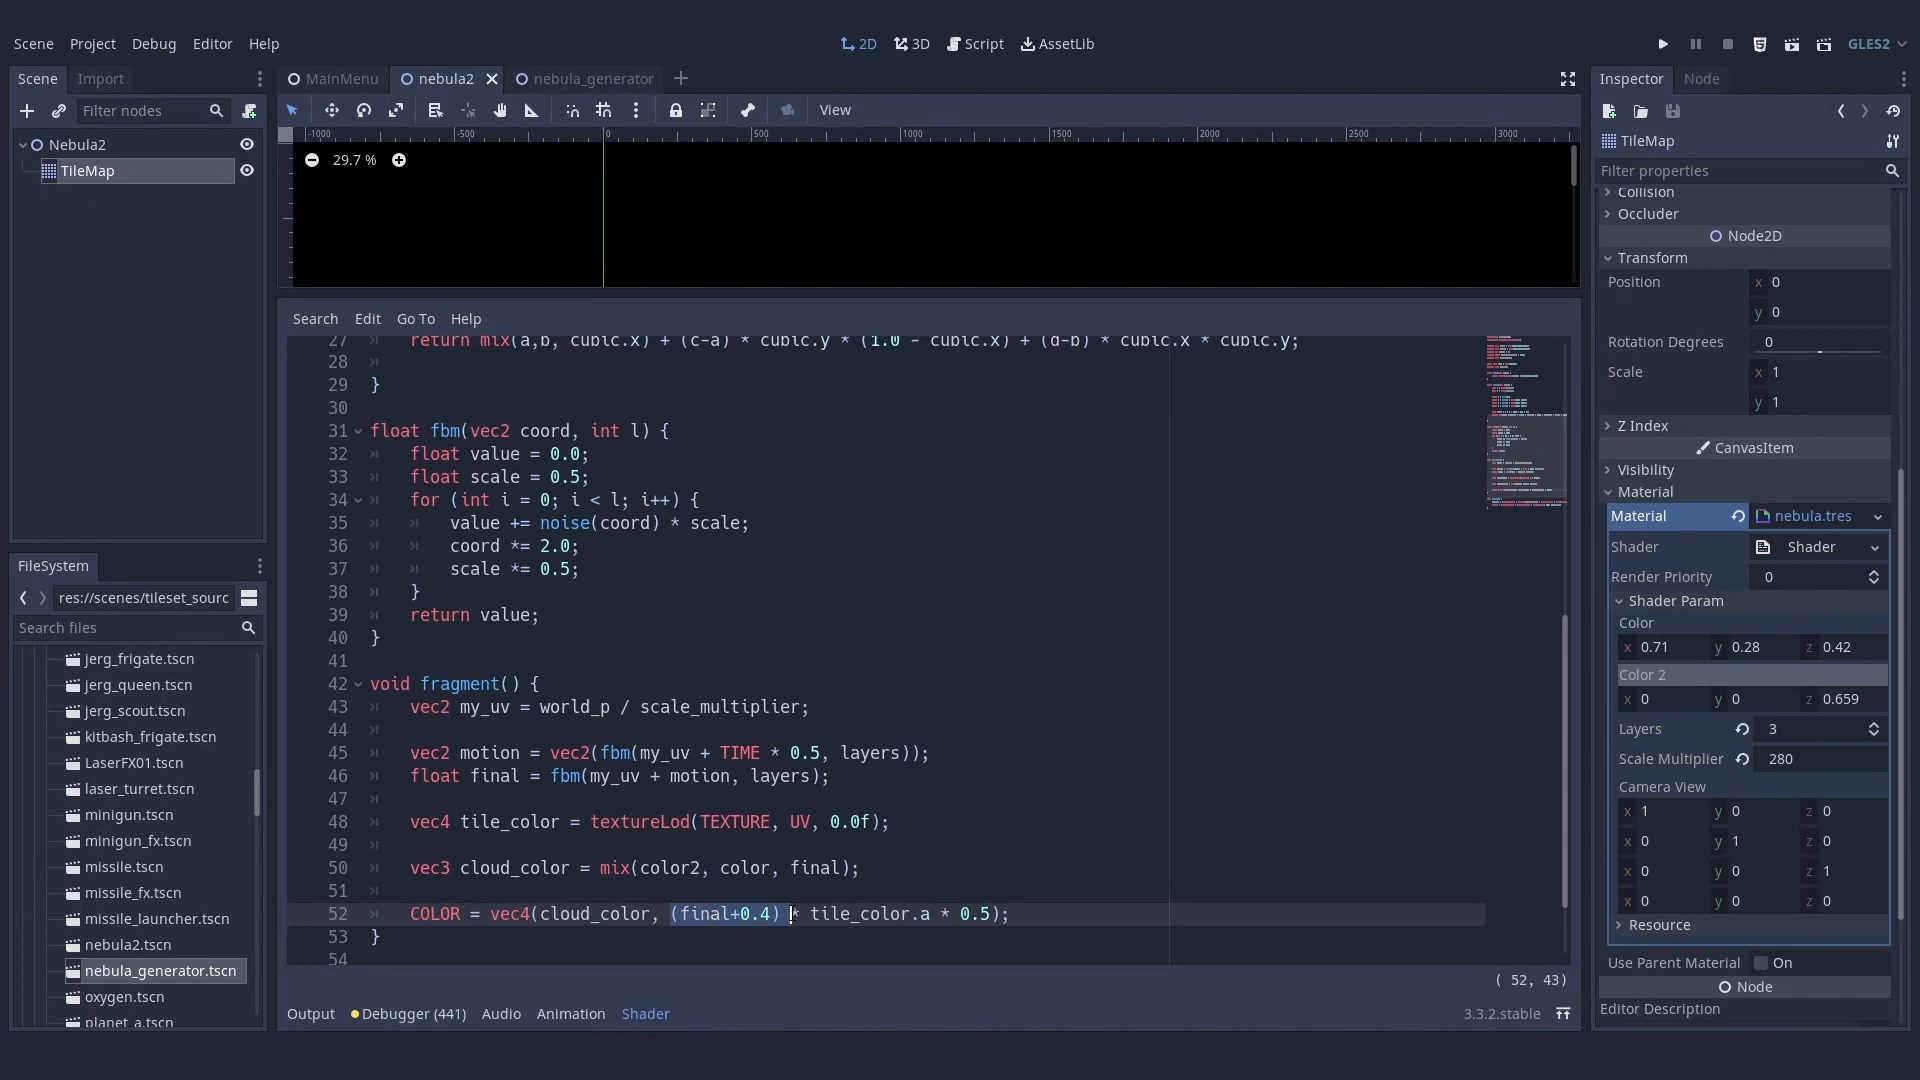 Scene Project Debug Editor Help
2D 3D Script AssetLib
GLES2
Scene Import
MainMenu nebula2 nebula_generator
Inspector Node
Filter nodes
View
Nebula2
TileMap
-1000 -500 0 500 1000 1500 2000 2500 3000
29.7 %
TileMap
Filter properties
Collision
Occluder
Node2D
Transform
Position x 0
y 0
Rotation Degrees 0
Scale x 1
y 1
Z Index
CanvasItem
Visibility
Material
Material nebula.tres
Shader Shader
Render Priority 0
Shader Param
Color
x 0.71 y 0.28 z 0.42
Color 2
x 0 y 0 z 0.659
Layers 3
Scale Multiplier 280
Camera View
x 1 y 0 z 0
x 0 y 1 z 0
x 0 y 0 z 1
x 0 y 0 z 0
Resource
Use Parent Material On
Node
Editor Description
Search Edit Go To Help
27 return mix(a,b, cubic.x) + (c-a) * cubic.y * (1.0 - cubic.x) + (d-b) * cubic.x * cubic.y;
28
29 }
30
31 float fbm(vec2 coord, int l) {
32 float value = 0.0;
33 float scale = 0.5;
34 for (int i = 0; i < l; i++) {
35 value += noise(coord) * scale;
36 coord *= 2.0;
37 scale *= 0.5;
38 }
39 return value;
40 }
41
42 void fragment() {
43 vec2 my_uv = world_p / scale_multiplier;
44
45 vec2 motion = vec2(fbm(my_uv + TIME * 0.5, layers));
46 float final = fbm(my_uv + motion, layers);
47
48 vec4 tile_color = textureLod(TEXTURE, UV, 0.0f);
49
50 vec3 cloud_color = mix(color2, color, final);
51
52 COLOR = vec4(cloud_color, (final+0.4) * tile_color.a * 0.5);
53 }
54
( 52, 43)
Output Debugger (441) Audio Animation Shader
3.3.2.stable
FileSystem
res://scenes/tileset_sourc
Search files
jerg_frigate.tscn
jerg_queen.tscn
jerg_scout.tscn
kitbash_frigate.tscn
LaserFX01.tscn
laser_turret.tscn
minigun.tscn
minigun_fx.tscn
missile.tscn
missile_fx.tscn
missile_launcher.tscn
nebula2.tscn
nebula_generator.tscn
oxygen.tscn
planet_a.tscn